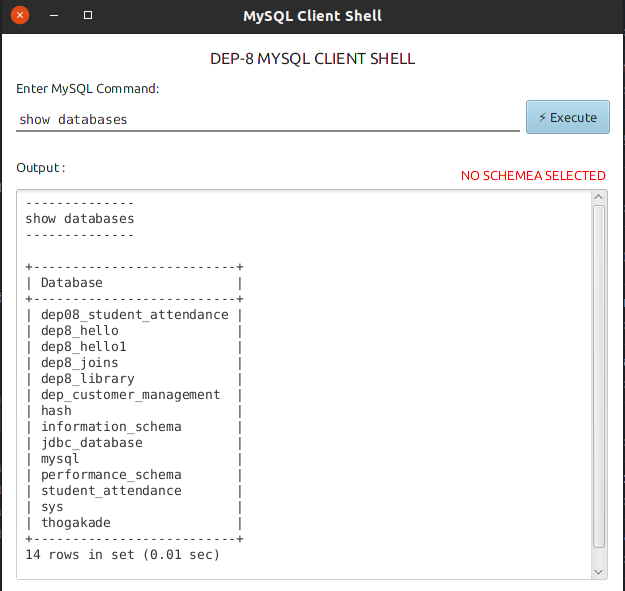 MySQL Client Shell
DEP-8 MYSQL CLIENT SHELL
Enter MySQL Command:
show databases
⚡ Execute
Output :
NO SCHEMEA SELECTED
--------------
show databases
--------------
+--------------------------+
| Database                 |
+--------------------------+
| dep08_student_attendance |
| dep8_hello               |
| dep8_hello1              |
| dep8_joins               |
| dep8_library             |
| dep_customer_management  |
| hash                     |
| information_schema       |
| jdbc_database            |
| mysql                    |
| performance_schema       |
| student_attendance       |
| sys                      |
| thogakade                |
+--------------------------+
14 rows in set (0.01 sec)